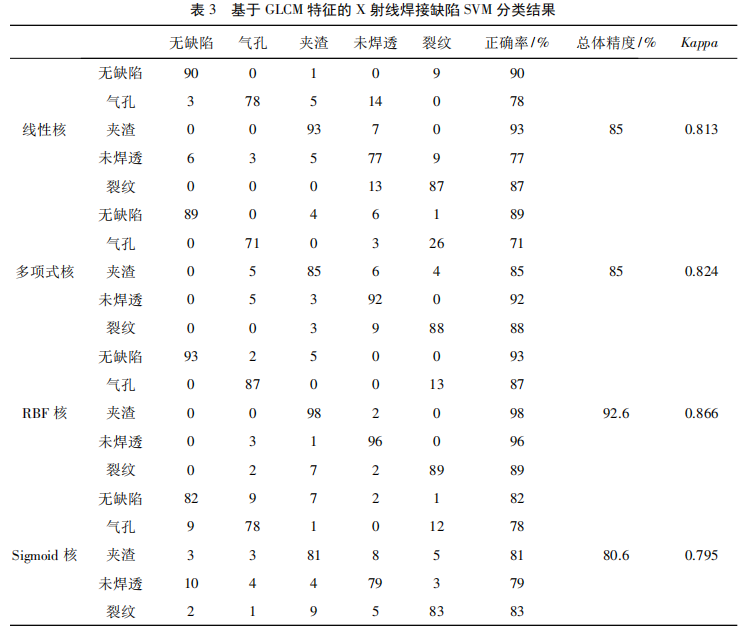 表 3 基于 GLCM 特征的 X 射线焊接缺陷 SVM 分类结果
无缺陷 气孔 夹渣 未焊透 裂纹 正确率/% 总体精度/% Kappa
无缺陷 90 0 1 0 9 90
气孔 3 78 5 14 0 78
线性核 夹渣 0 0 93 7 0 93 85 0.813
未焊透 6 3 5 77 9 77
裂纹 0 0 0 13 87 87
无缺陷 89 0 4 6 1 89
气孔 0 71 0 3 26 71
多项式核 夹渣 0 5 85 6 4 85 85 0.824
未焊透 0 5 3 92 0 92
裂纹 0 0 3 9 88 88
无缺陷 93 2 5 0 0 93
气孔 0 87 0 0 13 87
RBF 核 夹渣 0 0 98 2 0 98 92.6 0.866
未焊透 0 3 1 96 0 96
裂纹 0 2 7 2 89 89
无缺陷 82 9 7 2 1 82
气孔 9 78 1 0 12 78
Sigmoid 核 夹渣 3 3 81 8 5 81 80.6 0.795
未焊透 10 4 4 79 3 79
裂纹 2 1 9 5 83 83